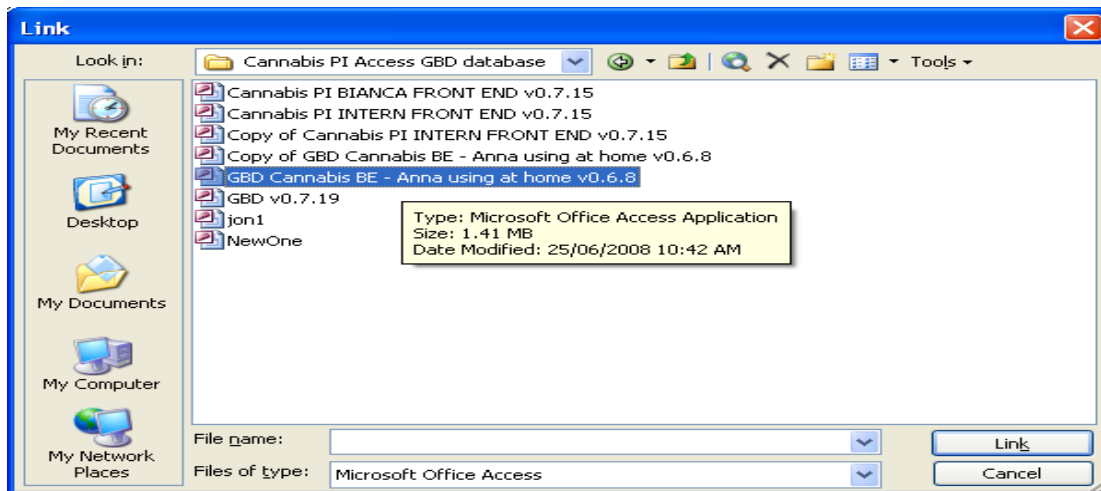 Link
Look in:
Cannabis PI Access GBD database
Tools
My Recent
Documents
Desktop
My Documents
My Computer
My Network
Places
Cannabis PI BIANCA FRONT END v0.7.15
Cannabis PI INTERN FRONT END v0.7.15
Copy of Cannabis PI INTERN FRONT END v0.7.15
Copy of GBD Cannabis BE - Anna using at home v0.6.8
GBD Cannabis BE - Anna using at home v0.6.8
GBD v0.7.19
jon1
NewOne
Type: Microsoft Office Access Application
Size: 1.41 MB
Date Modified: 25/06/2008 10:42 AM
File name:
Link
Files of type:
Microsoft Office Access
Cancel